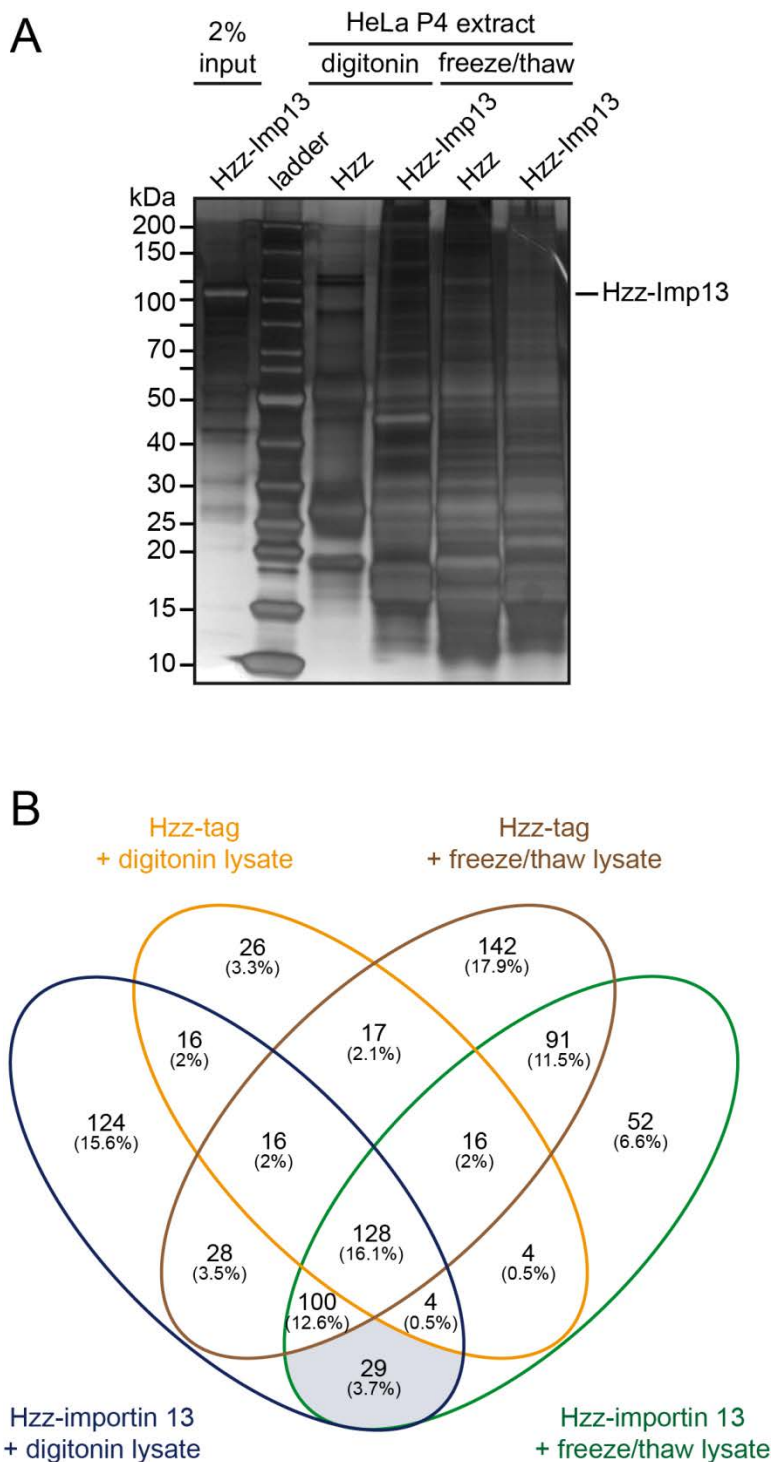 A
2%
input
HeLa P4 extract
digitonin
freeze/thaw
Hzz-Imp13
ladder
Hzz
Hzz-Imp13
Hzz
Hzz-Imp13
kDa
200
150
100
70
50
40
30
25
20
15
10
Hzz-Imp13
B
Hzz-tag
+ digitonin lysate
Hzz-tag
+ freeze/thaw lysate
26
(3.3%)
142
(17.9%)
16
(2%)
17
(2.1%)
91
(11.5%)
124
(15.6%)
16
(2%)
16
(2%)
52
(6.6%)
128
(16.1%)
28
(3.5%)
4
(0.5%)
100
(12.6%)
4
(0.5%)
29
(3.7%)
Hzz-importin 13
+ digitonin lysate
Hzz-importin 13
+ freeze/thaw lysate